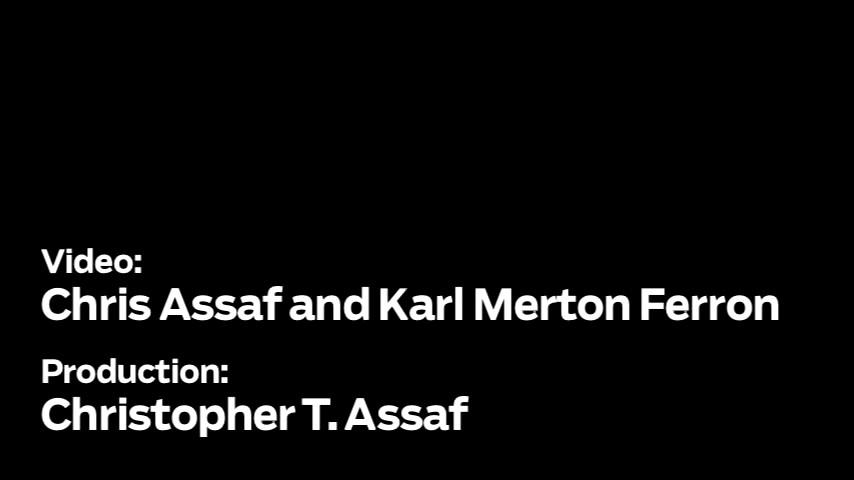 Video:
Chris Assaf and Karl Merton Ferron
Production:
Christopher T. Assaf